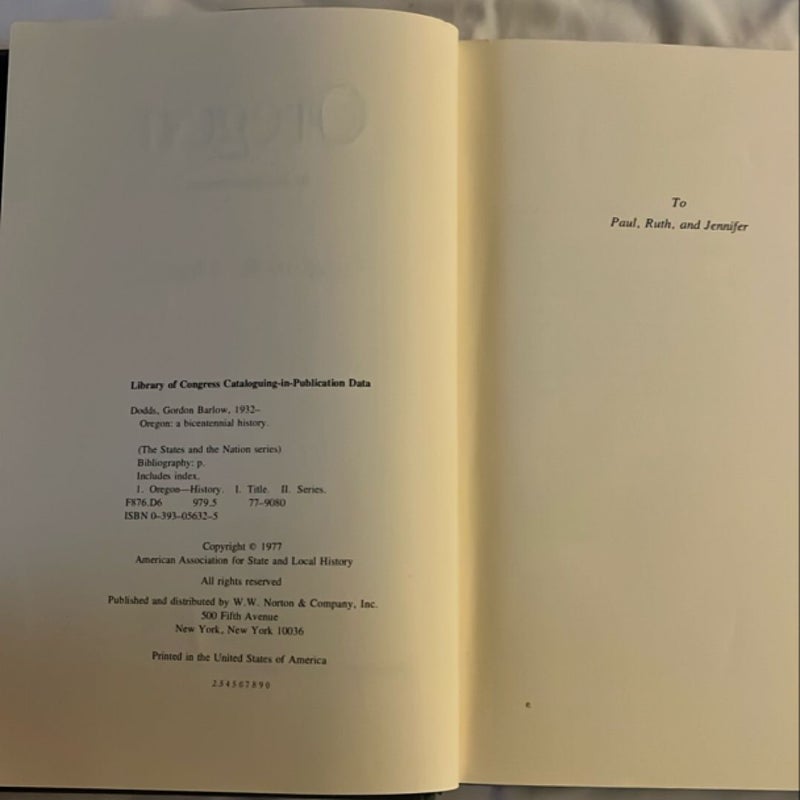 Library of Congress Cataloguing-in-Publication Data
Dodds, Gordon Barlow, 1932–
Oregon: a bicentennial history.
(The States and the Nation series)
Bibliography: p.
Includes index.
1. Oregon—History. I. Title. II. Series.
F876.D6 979.5 77–9080
ISBN 0–393–05632–5
Copyright © 1977
American Association for State and Local History
All rights reserved
Published and distributed by W.W. Norton & Company, Inc.
500 Fifth Avenue
New York, New York 10036
Printed in the United States of America
2 3 4 5 6 7 8 9 0
To
Paul, Ruth, and Jennifer